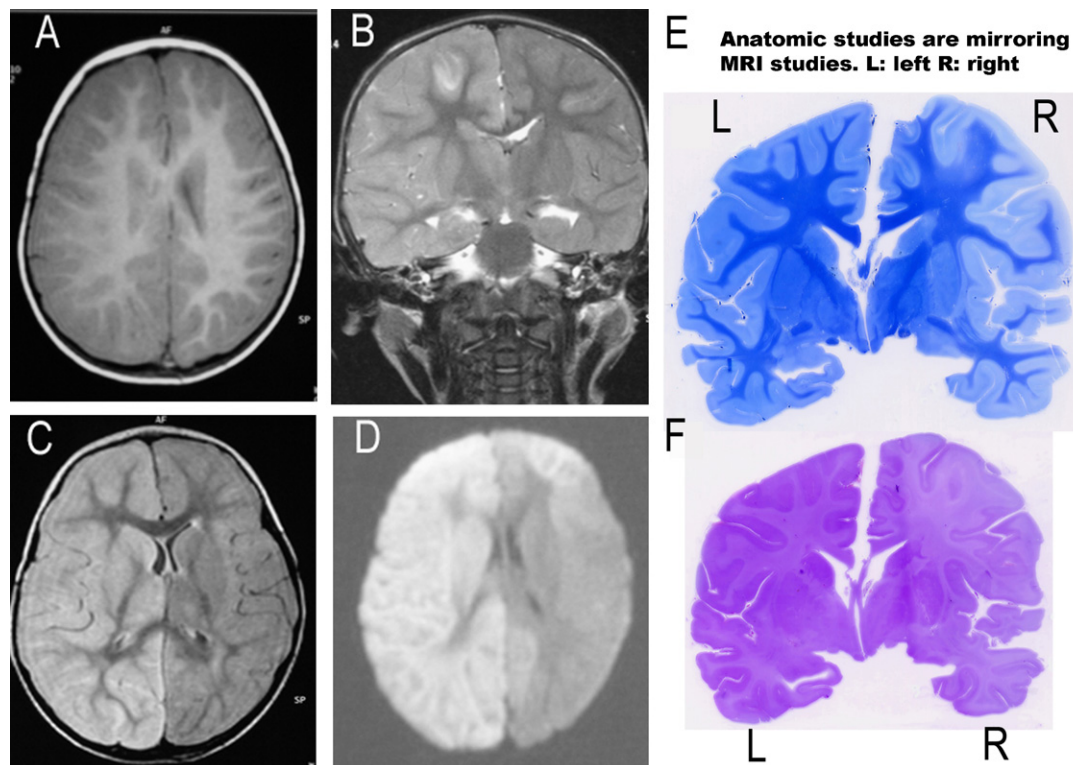 A
AF
SP
B
E
Anatomic studies are mirroring
MRI studies. L: left R: right
L
R
C
AF
SP
D
F
L
R